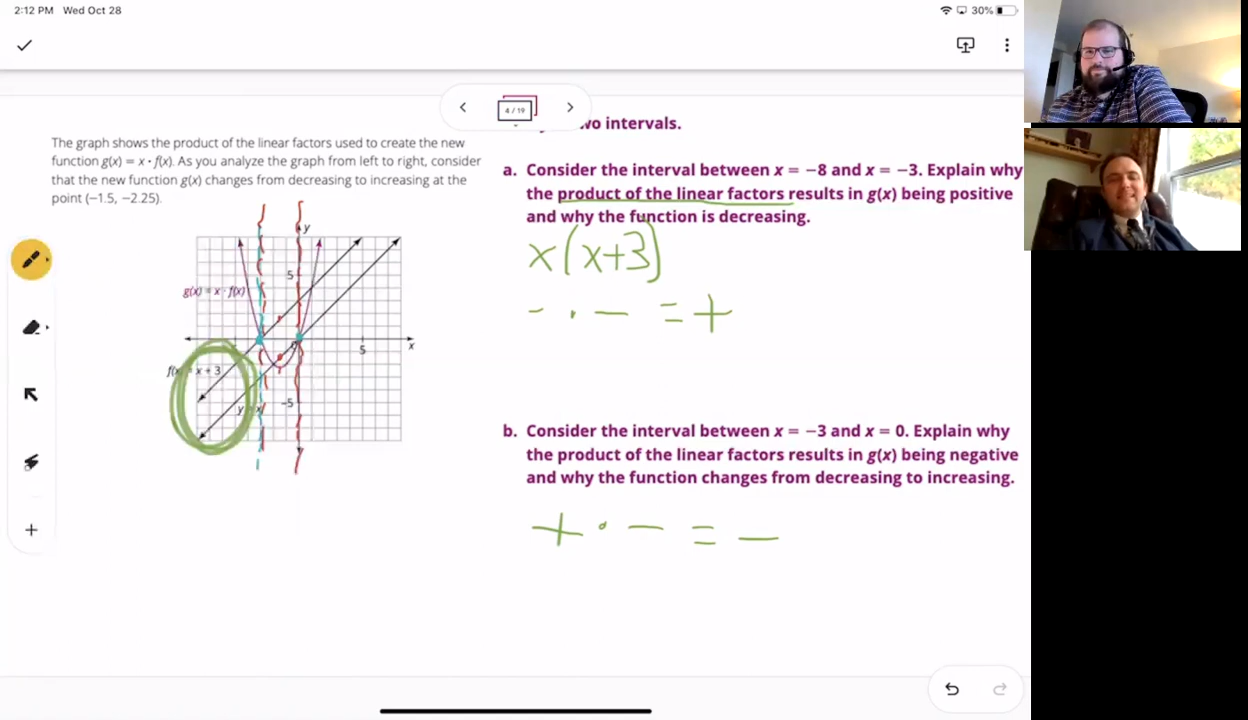 2:12 PM Wed Oct 28
30%
4 / 19
wo intervals.
The graph shows the product of the linear factors used to create the new
function g(x) = x · f(x). As you analyze the graph from left to right, consider
that the new function g(x) changes from decreasing to increasing at the
point (−1.5, −2.25).
y
5
g(x) = x · f(x)
5
x
x + 3
y
x
−5
a. Consider the interval between x = −8 and x = −3. Explain why
the product of the linear factors results in g(x) being positive
and why the function is decreasing.
x(x+3)
- · - = +
b. Consider the interval between x = −3 and x = 0. Explain why
the product of the linear factors results in g(x) being negative
and why the function changes from decreasing to increasing.
+ · - = -